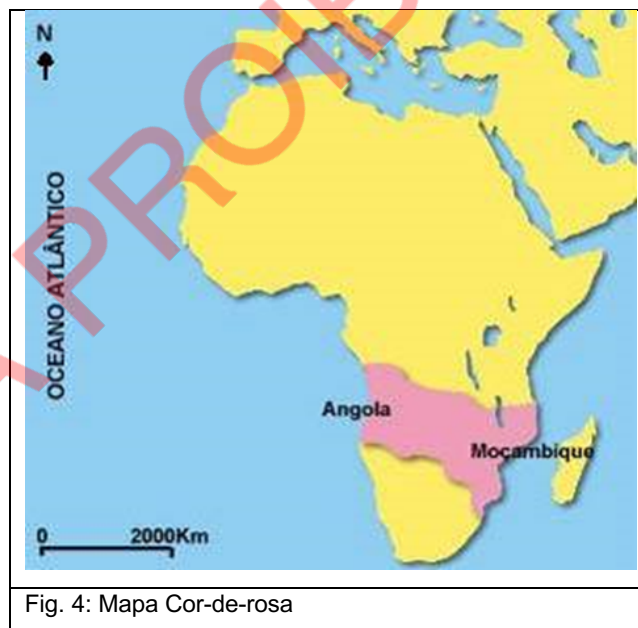 N
OCEANO ATLÂNTICO
Angola
Moçambique
0 2000Km
Fig. 4: Mapa Cor-de-rosa